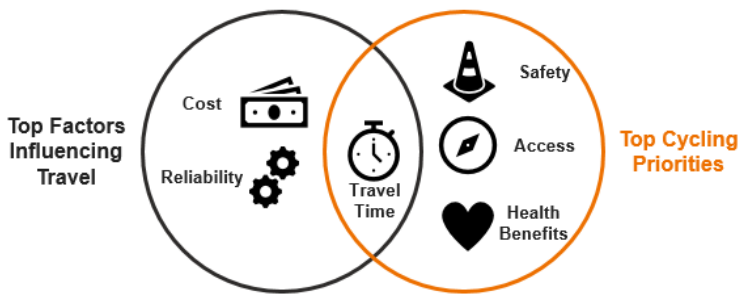 Top Factors
Influencing
Travel
Cost
Reliability
Travel
Time
Safety
Access
Health
Benefits
Top Cycling
Priorities